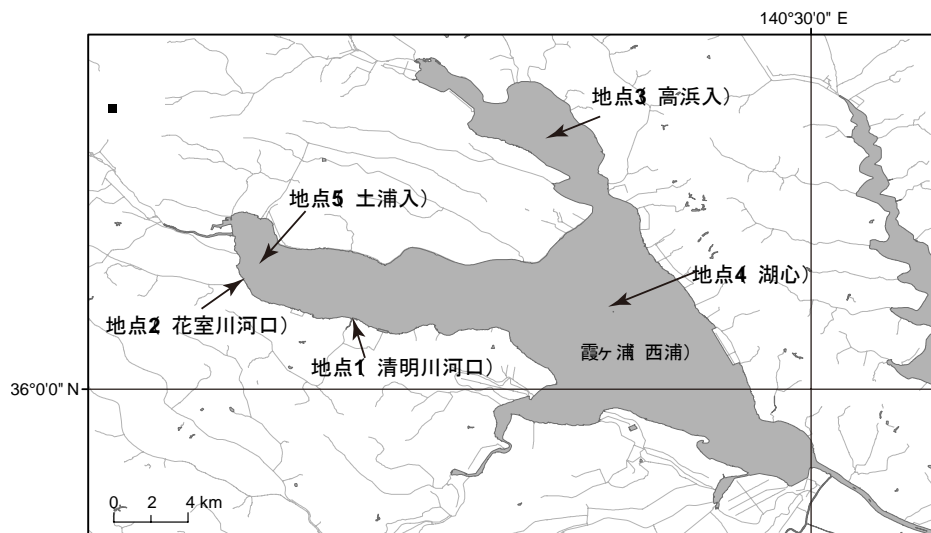 140°30'0" E
地点3 高浜入)
地点5 土浦入)
地点4 湖心)
地点2 花室川河口)
霞ヶ浦 西浦)
地点1 清明川河口)
36°0'0" N
0 2 4 km